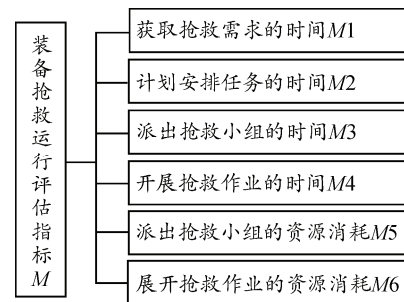 装备抢救运行评估指标M
获取抢救需求的时间M1
计划安排任务的时间M2
派出抢救小组的时间M3
开展抢救作业的时间M4
派出抢救小组的资源消耗M5
展开抢救作业的资源消耗M6